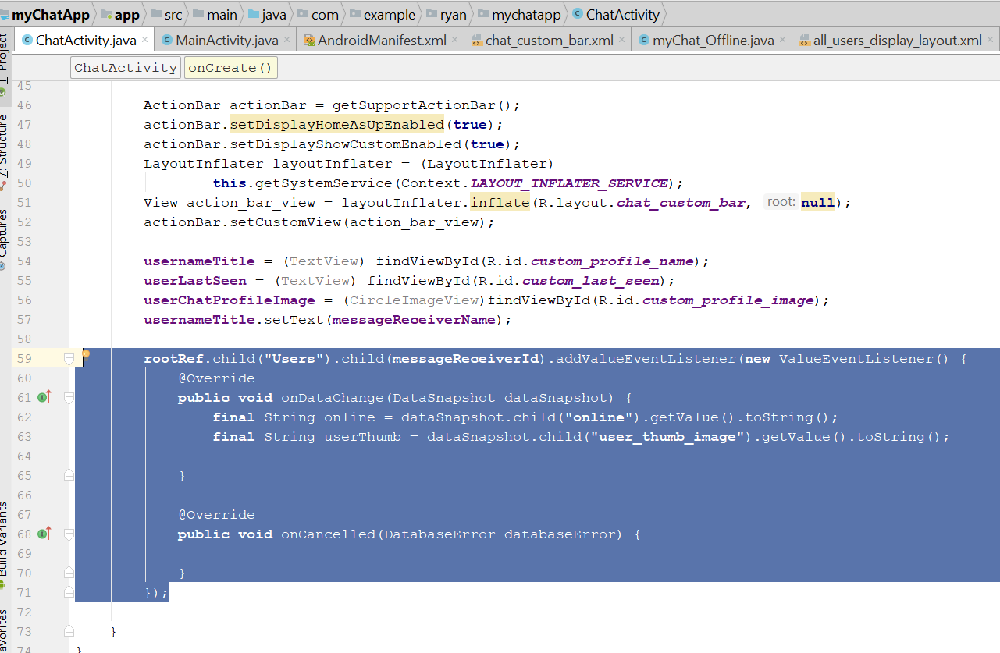 myChatApp app src main java com example ryan mychatapp ChatActivity
ChatActivity.java MainActivity.java AndroidManifest.xml chat_custom_bar.xml myChat_Offline.java all_users_display_layout.xml
ChatActivity onCreate()
1: Project
7: Structure
Captures
Build Variants
45
46 ActionBar actionBar = getSupportActionBar();
47 actionBar.setDisplayHomeAsUpEnabled(true);
48 actionBar.setDisplayShowCustomEnabled(true);
49 LayoutInflater layoutInflater = (LayoutInflater)
50 this.getSystemService(Context.LAYOUT_INFLATER_SERVICE);
51 View action_bar_view = layoutInflater.inflate(R.layout.chat_custom_bar, root: null);
52 actionBar.setCustomView(action_bar_view);
53
54 usernameTitle = (TextView) findViewById(R.id.custom_profile_name);
55 userLastSeen = (TextView) findViewById(R.id.custom_last_seen);
56 userChatProfileImage = (CircleImageView)findViewById(R.id.custom_profile_image);
57 usernameTitle.setText(messageReceiverName);
58
59 rootRef.child("Users").child(messageReceiverId).addValueEventListener(new ValueEventListener() {
60 @Override
61 public void onDataChange(DataSnapshot dataSnapshot) {
62 final String online = dataSnapshot.child("online").getValue().toString();
63 final String userThumb = dataSnapshot.child("user_thumb_image").getValue().toString();
64
65 }
66
67 @Override
68 public void onCancelled(DatabaseError databaseError) {
69
70 }
71 });
72
73 }
74 }